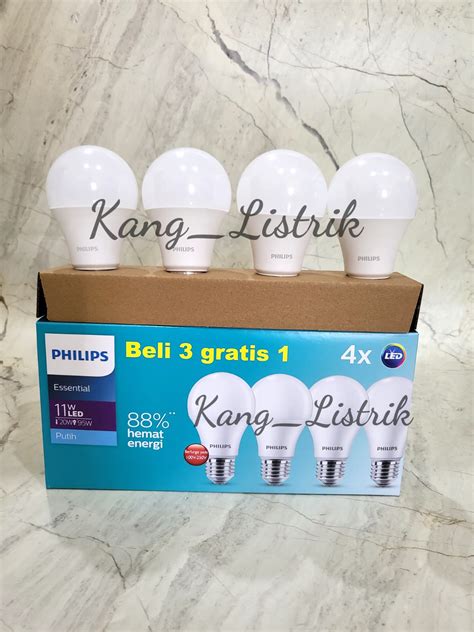 Kang_Listrik
PHILIPS PHILIPS PHILIPS PHILIPS
PHILIPS
Beli 3 gratis 1
4x
LED
Essential
11W
LED
Putih
88%**
hemat
energi
Kang_Listrik
PHILIPS PHILIPS PHILIPS PHILIPS